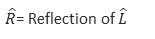 R̂= Reflection of L̂